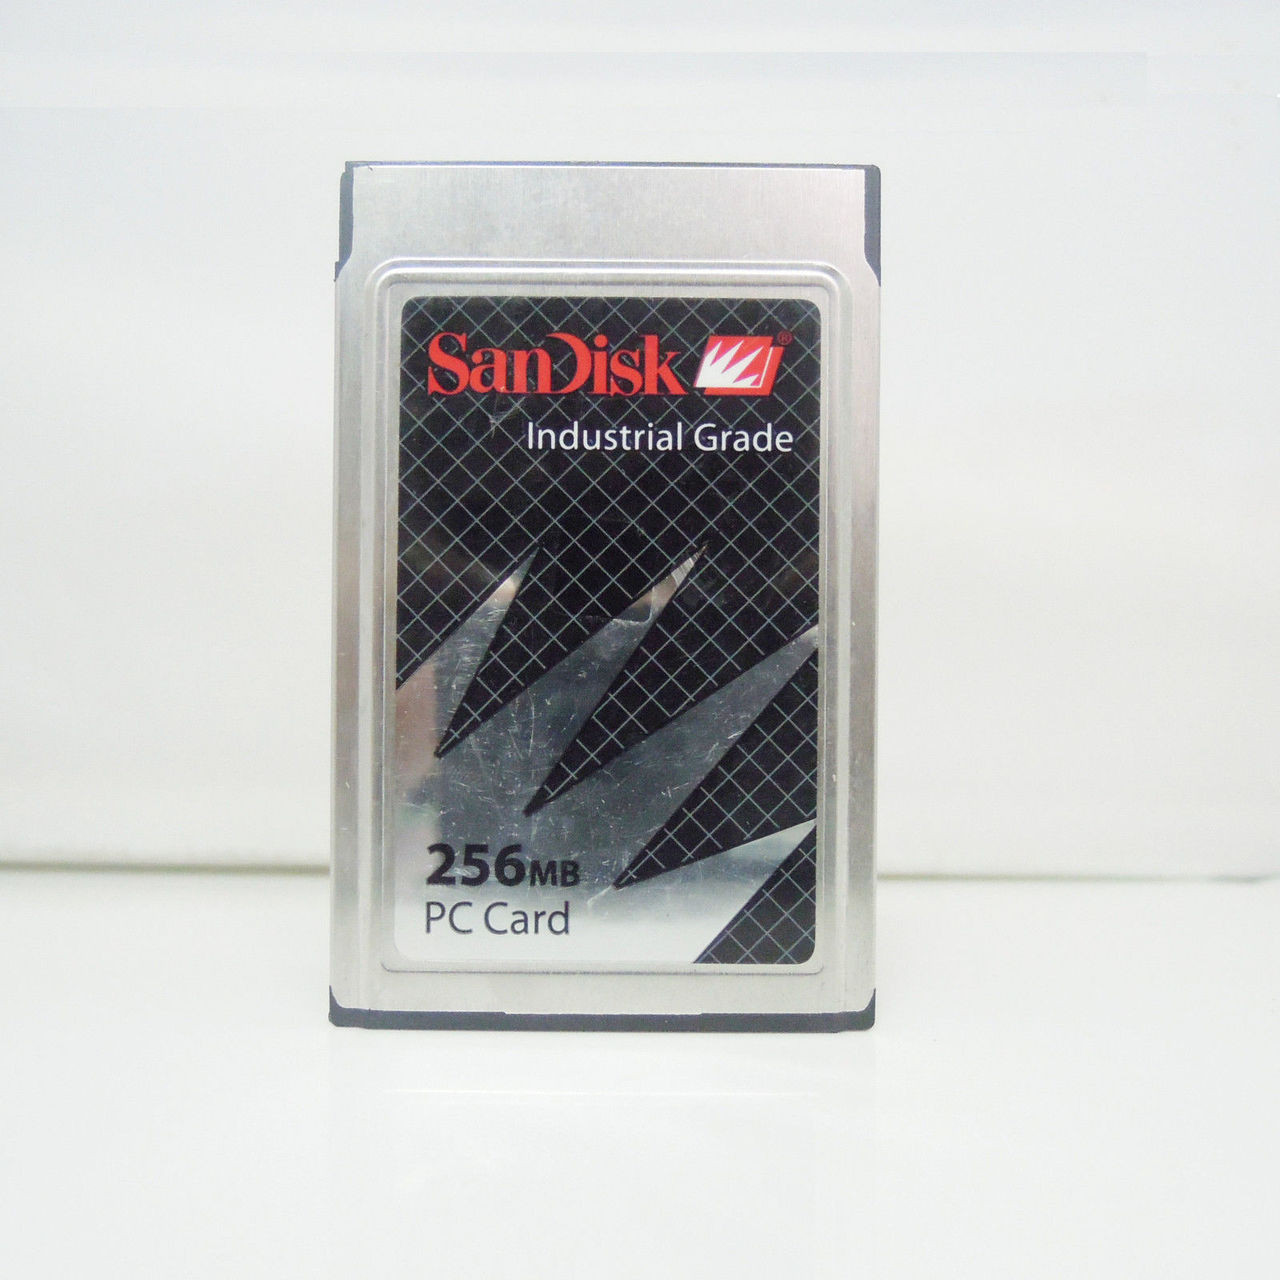 SanDisk®
Industrial Grade
256MB
PC Card